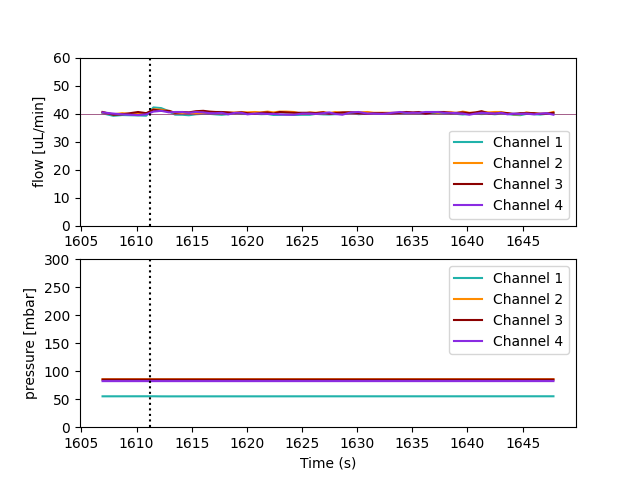 60
50
40
30
20
10
0
flow [uL/min]
Channel 1
Channel 2
Channel 3
Channel 4
1605 1610 1615 1620 1625 1630 1635 1640 1645
300
250
200
150
100
50
0
pressure [mbar]
Channel 1
Channel 2
Channel 3
Channel 4
1605 1610 1615 1620 1625 1630 1635 1640 1645
Time (s)